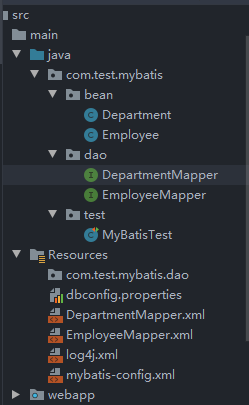 src
main
java
com.test.mybatis
bean
Department
Employee
dao
DepartmentMapper
EmployeeMapper
test
MyBatisTest
Resources
com.test.mybatis.dao
dbconfig.properties
DepartmentMapper.xml
EmployeeMapper.xml
log4j.xml
mybatis-config.xml
webapp